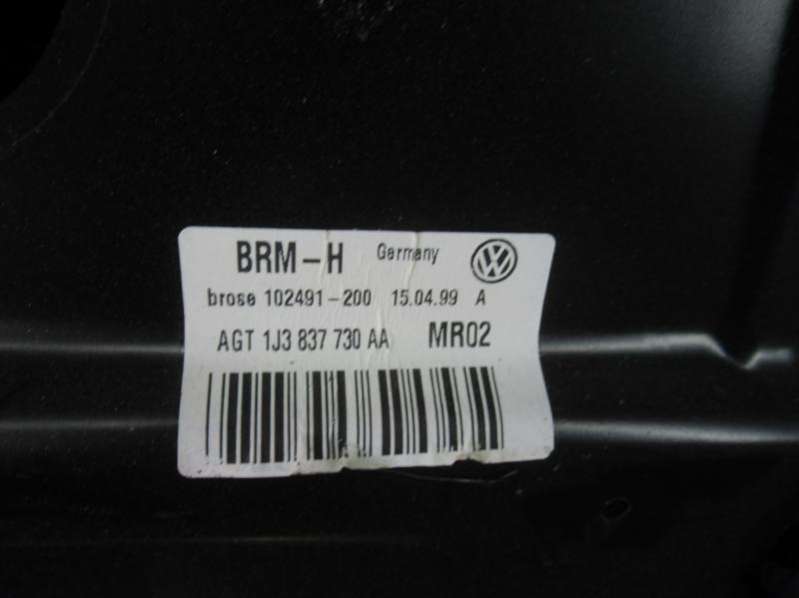 BRM-H Germany
brose 102491-200 15.04.99 A
AGT 1J3 837 730 AA MR02